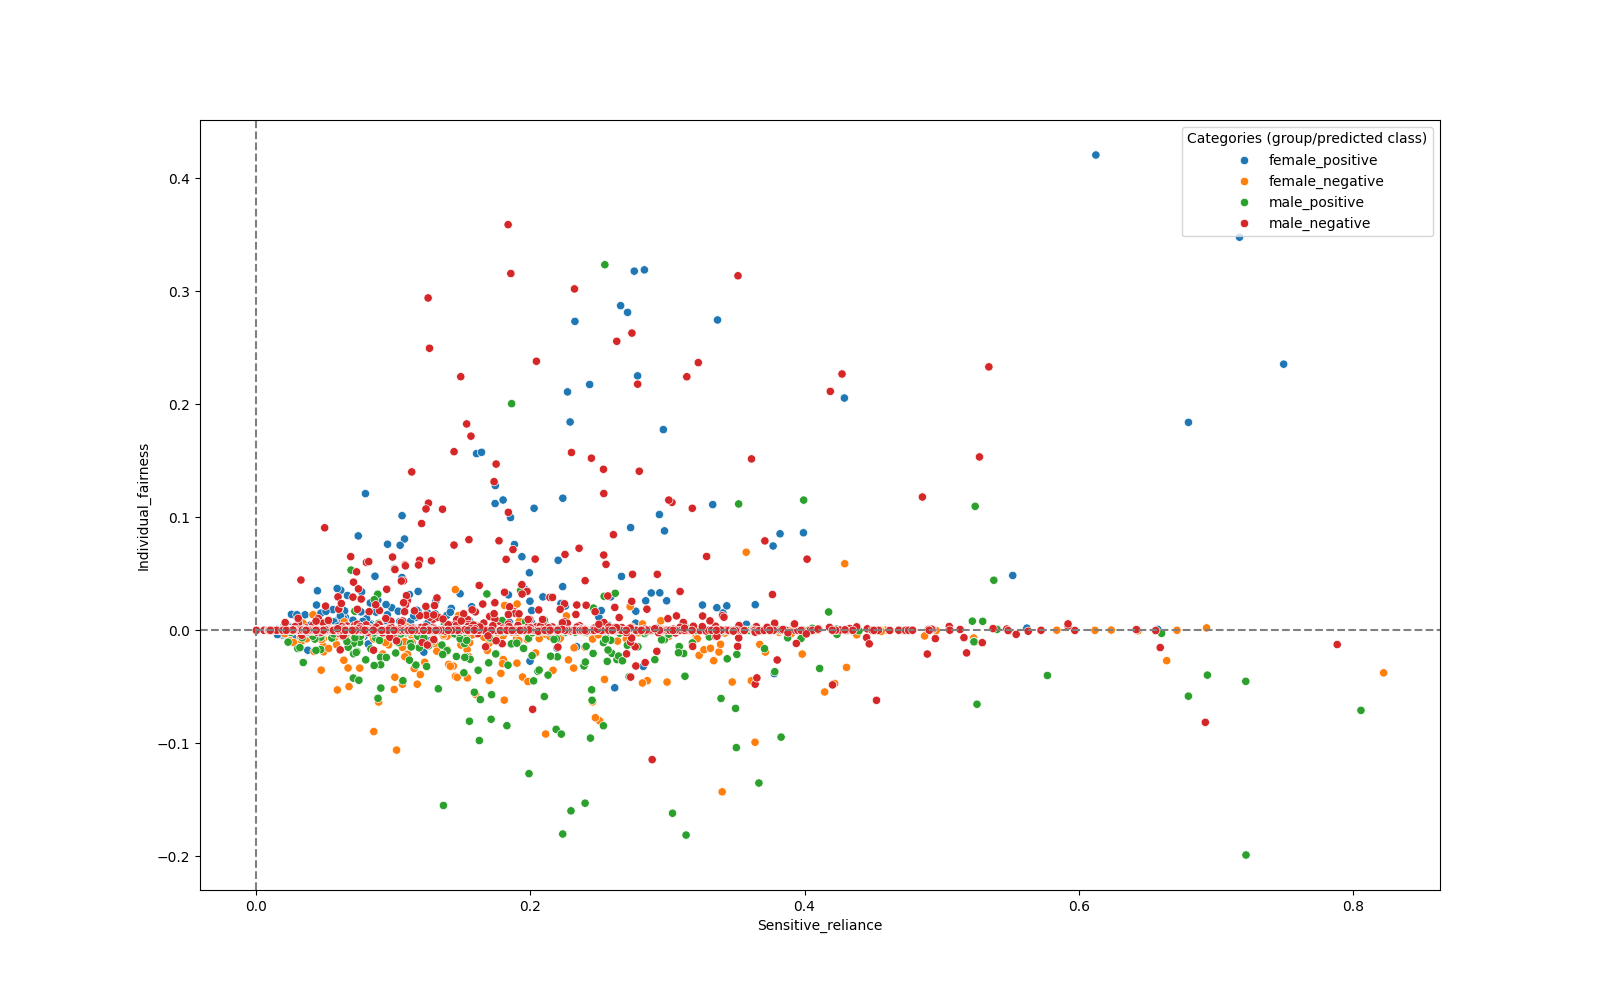 Categories (group/predicted class)
female_positive
female_negative
male_positive
male_negative
Individual_fairness
0.4
0.3
0.2
0.1
0.0
−0.1
−0.2
0.0 0.2 0.4 0.6 0.8
Sensitive_reliance